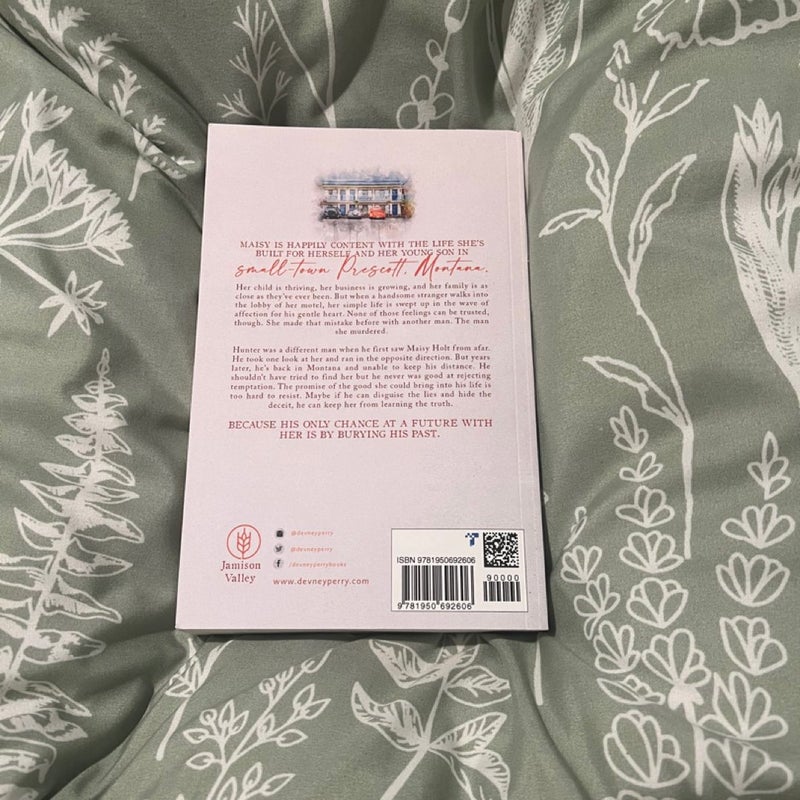 MAISY IS HAPPILY CONTENT WITH THE LIFE SHE'S
BUILT FOR HERSELF AND HER YOUNG SON IN
small-town Prescott, Montana.
Her child is thriving, her business is growing, and her family is as
close as they've ever been. But when a handsome stranger walks into
the lobby of her motel, her simple life is swept up in the wave of
affection for his gentle heart. None of those feelings can be trusted,
though. She made that mistake before with another man. The man
she murdered.
Hunter was a different man when he first saw Maisy Holt from afar.
He took one look at her and ran in the opposite direction. But years
later, he's back in Montana and unable to keep his distance. He
shouldn't have tried to find her but he never was good at rejecting
temptation. The promise of the good she could bring into his life is
too hard to resist. Maybe if he can disguise the lies and hide the
deceit, he can keep her from learning the truth.
BECAUSE HIS ONLY CHANCE AT A FUTURE WITH
HER IS BY BURYING HIS PAST.
Jamison
Valley
@devneyperry
@devneyperry
/devneyperrybooks
www.devneyperry.com
ISBN 9781950692606
90000
9 781950 692606